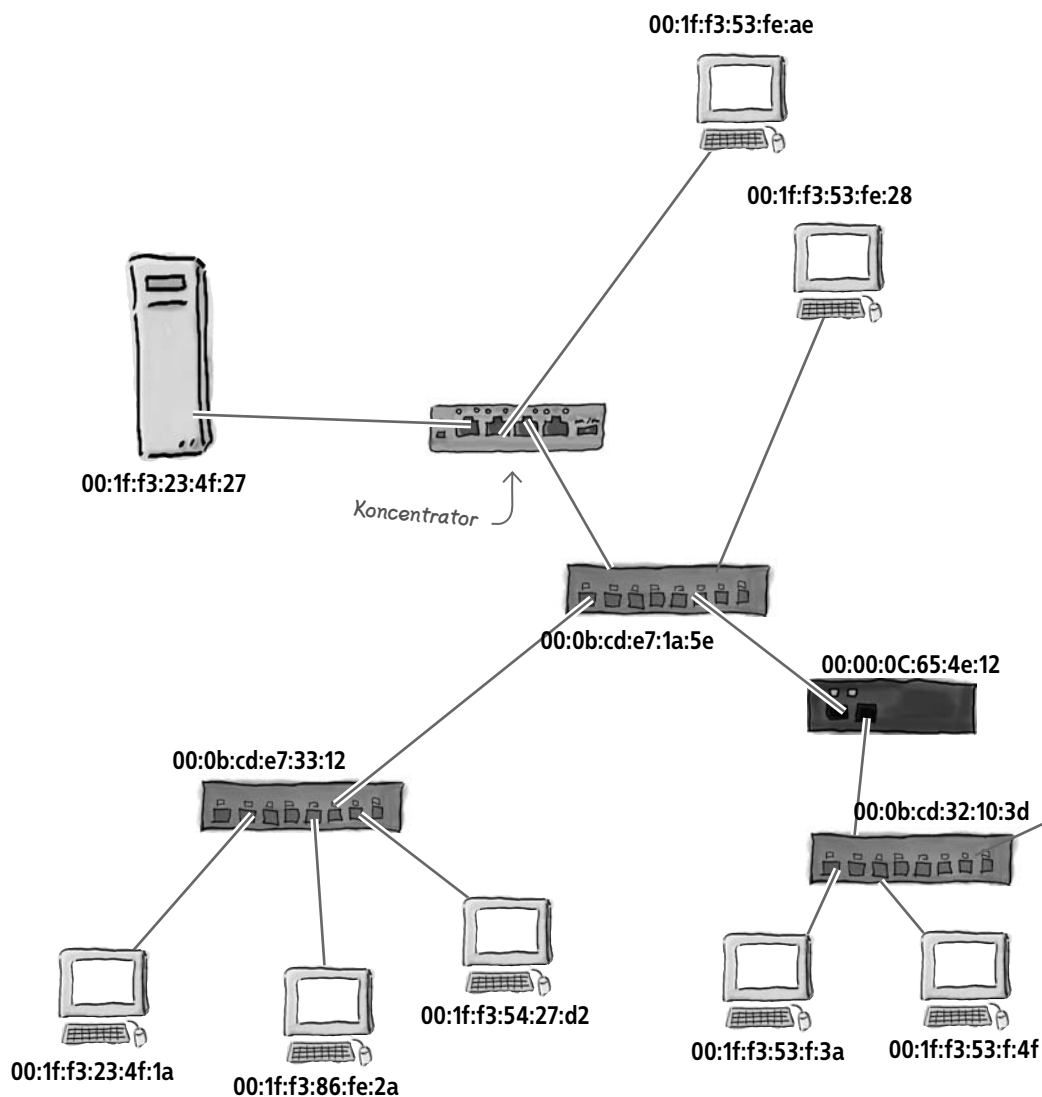 00:1f:f3:53:fe:ae
00:1f:f3:53:fe:28
00:1f:f3:23:4f:27
Koncentrator
00:0b:cd:e7:1a:5e
00:00:0C:65:4e:12
00:0b:cd:e7:33:12
00:0b:cd:32:10:3d
00:1f:f3:54:27:d2
00:1f:f3:53:f:3a
00:1f:f3:53:f:4f
00:1f:f3:23:4f:1a
00:1f:f3:86:fe:2a